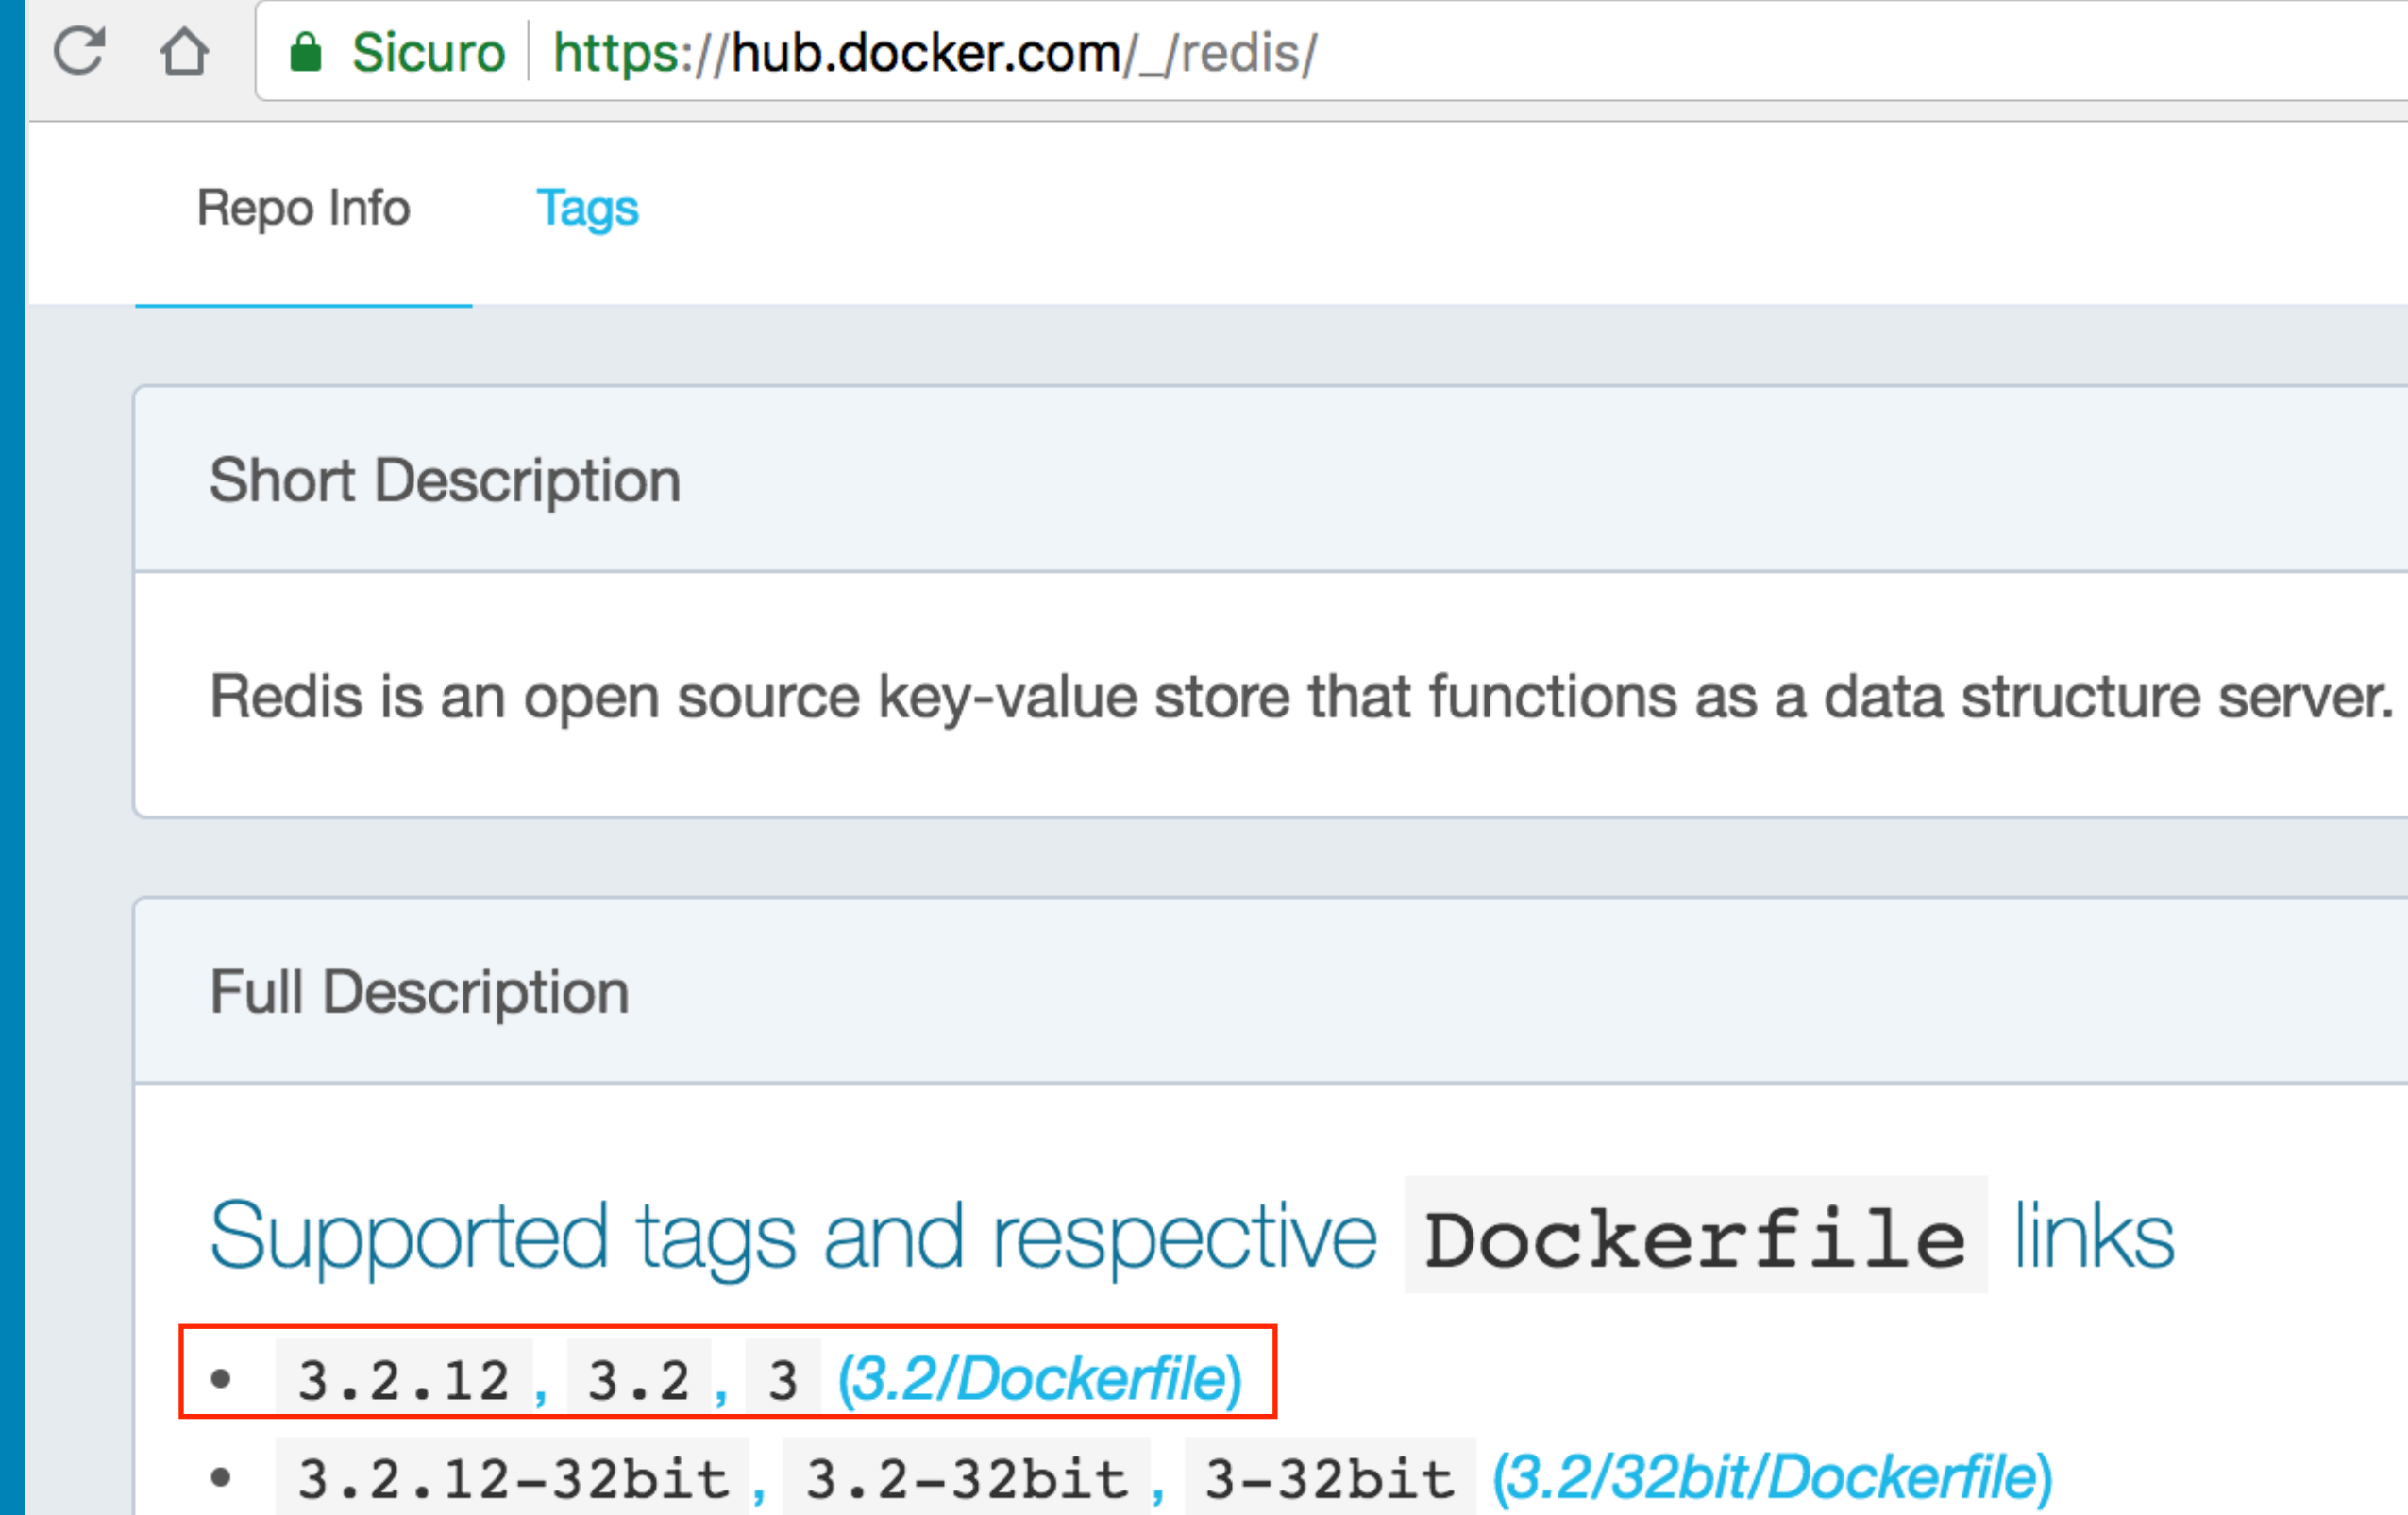 Sicuro https://hub.docker.com/_/redis/
Repo Info Tags
Short Description
Redis is an open source key-value store that functions as a data structure server.
Full Description
Supported tags and respective Dockerfile links
• 3.2.12, 3.2, 3 (3.2/Dockerfile)
• 3.2.12-32bit, 3.2-32bit, 3-32bit (3.2/32bit/Dockerfile)